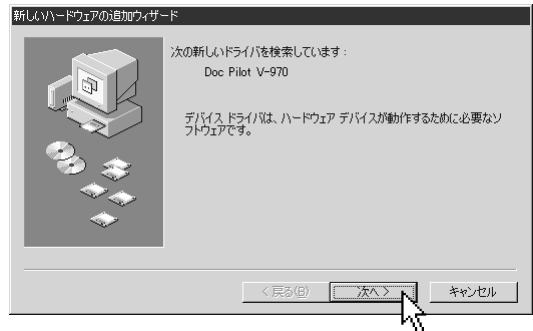 新しいハードウェアの追加ウィザード
次の新しいドライバを検索しています:
Doc Pilot V-970
デバイス ドライバは、ハードウェア デバイスが動作するために必要なソ
フトウェアです。
< 戻る(B) 次へ > キャンセル